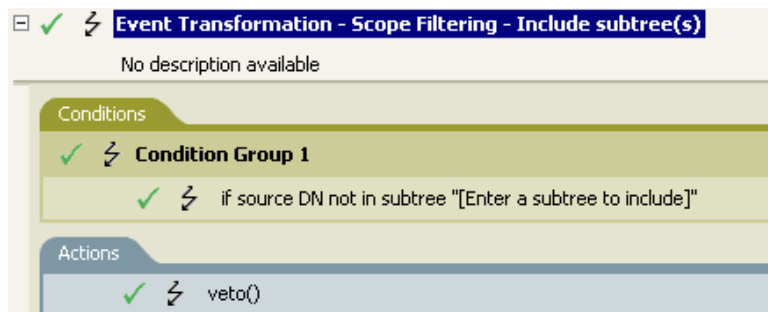 Event Transformation - Scope Filtering - Include subtree(s)
No description available
Conditions
Condition Group 1
if source DN not in subtree "[Enter a subtree to include]"
Actions
veto()